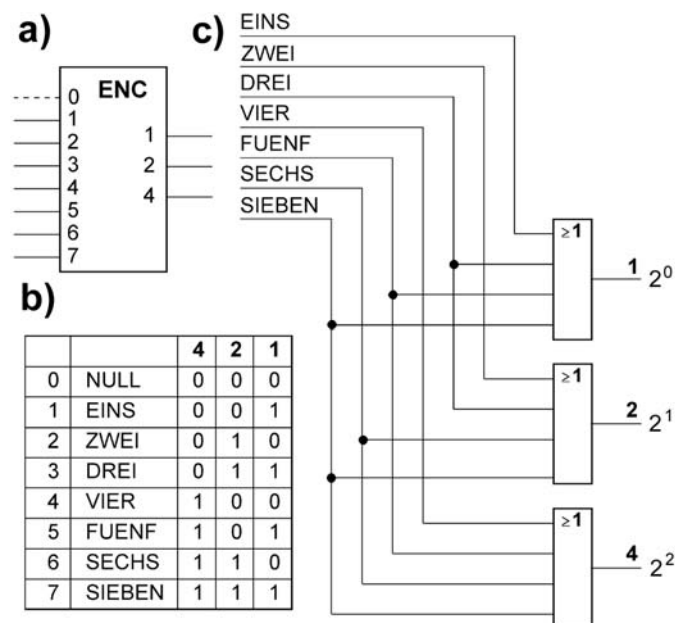 a)
ENC
0
1
2
3
4
5
6
7
1
2
4
b)
4 2 1
0 NULL 0 0 0
1 EINS 0 0 1
2 ZWEI 0 1 0
3 DREI 0 1 1
4 VIER 1 0 0
5 FUENF 1 0 1
6 SECHS 1 1 0
7 SIEBEN 1 1 1
c)
EINS
ZWEI
DREI
VIER
FUENF
SECHS
SIEBEN
≥1
1 2⁰
≥1
2 2¹
≥1
4 2²